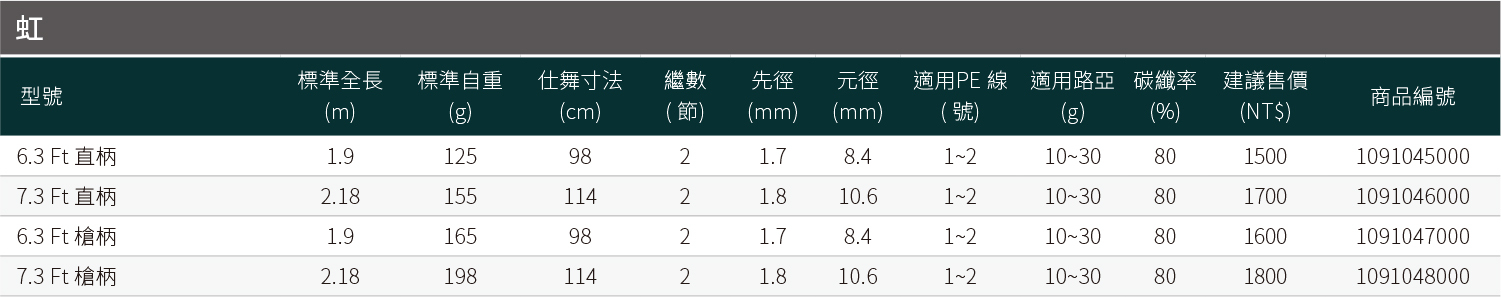 虹
型號 標準全長 (m) 標準自重 (g) 仕舞寸法 (cm) 繼數 ( 節) 先徑 (mm) 元徑 (mm) 適用PE 線 ( 號) 適用路亞 (g) 碳纖率 (%) 建議售價 (NT$) 商品編號
6.3 Ft 直柄 1.9 125 98 2 1.7 8.4 1~2 10~30 80 1500 1091045000
7.3 Ft 直柄 2.18 155 114 2 1.8 10.6 1~2 10~30 80 1700 1091046000
6.3 Ft 槍柄 1.9 165 98 2 1.7 8.4 1~2 10~30 80 1600 1091047000
7.3 Ft 槍柄 2.18 198 114 2 1.8 10.6 1~2 10~30 80 1800 1091048000